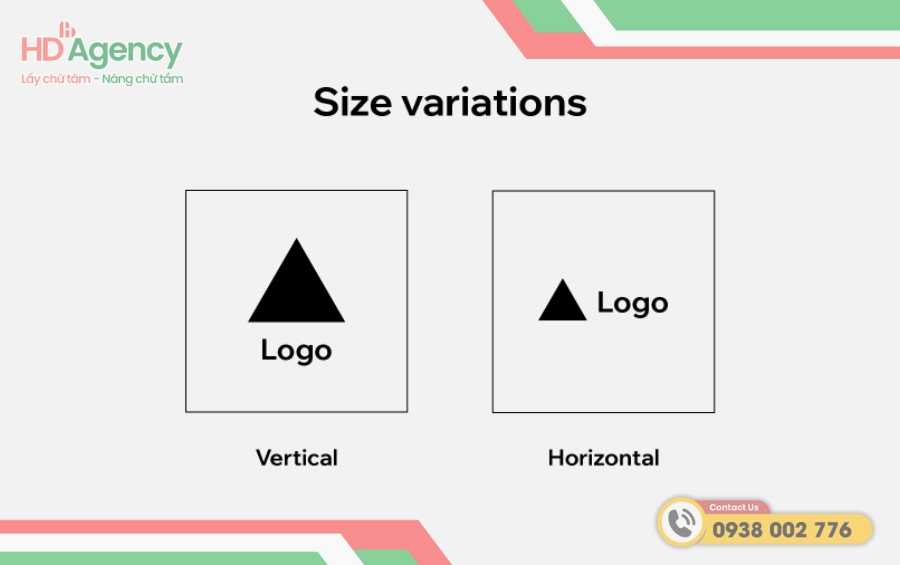 HD Agency
Lấy chữ tâm - Nâng chữ tầm
Size variations
Logo
Logo
Vertical
Horizontal
Contact Us
0938 002 776